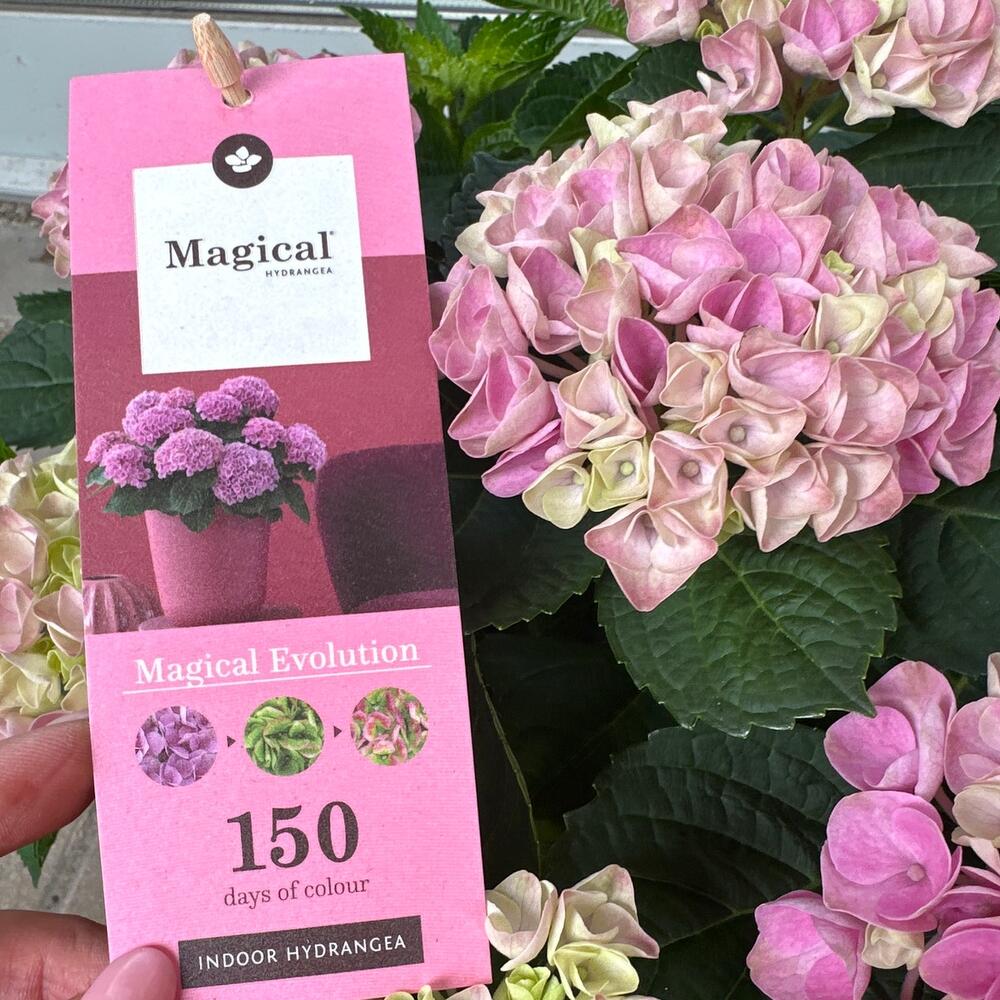 Magical®
HYDRANGEA
Magical Evolution
150
days of colour
INDOOR HYDRANGEA